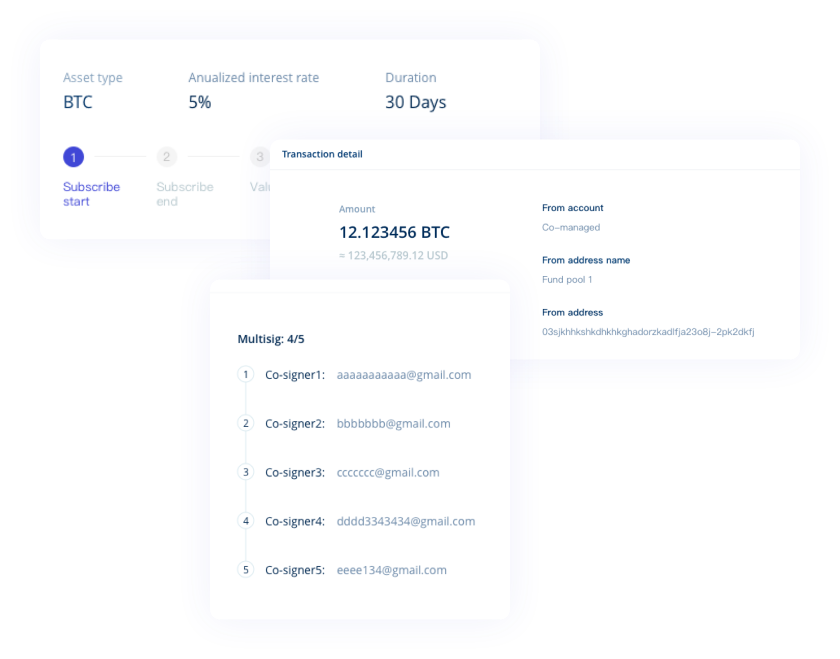 Asset type
BTC
Anualized interest rate
5%
Duration
30 Days
1
Subscribe
start
2
Subscribe
end
3
Transaction detail
Amount
12.123456 BTC
= 123,456,789.12 USD
From account
Co-managed
From address name
Fund pool 1
From address
03sjkhhkshkdhkhkghadorzkadlfja23o8j-2pk2dkfj
Multisig: 4/5
1 Co-signer1: aaaaaaaaaaa@gmail.com
2 Co-signer2: bbbbbbb@gmail.com
3 Co-signer3: ccccccc@gmail.com
4 Co-signer4: dddd3343434@gmail.com
5 Co-signer5: eeee134@gmail.com